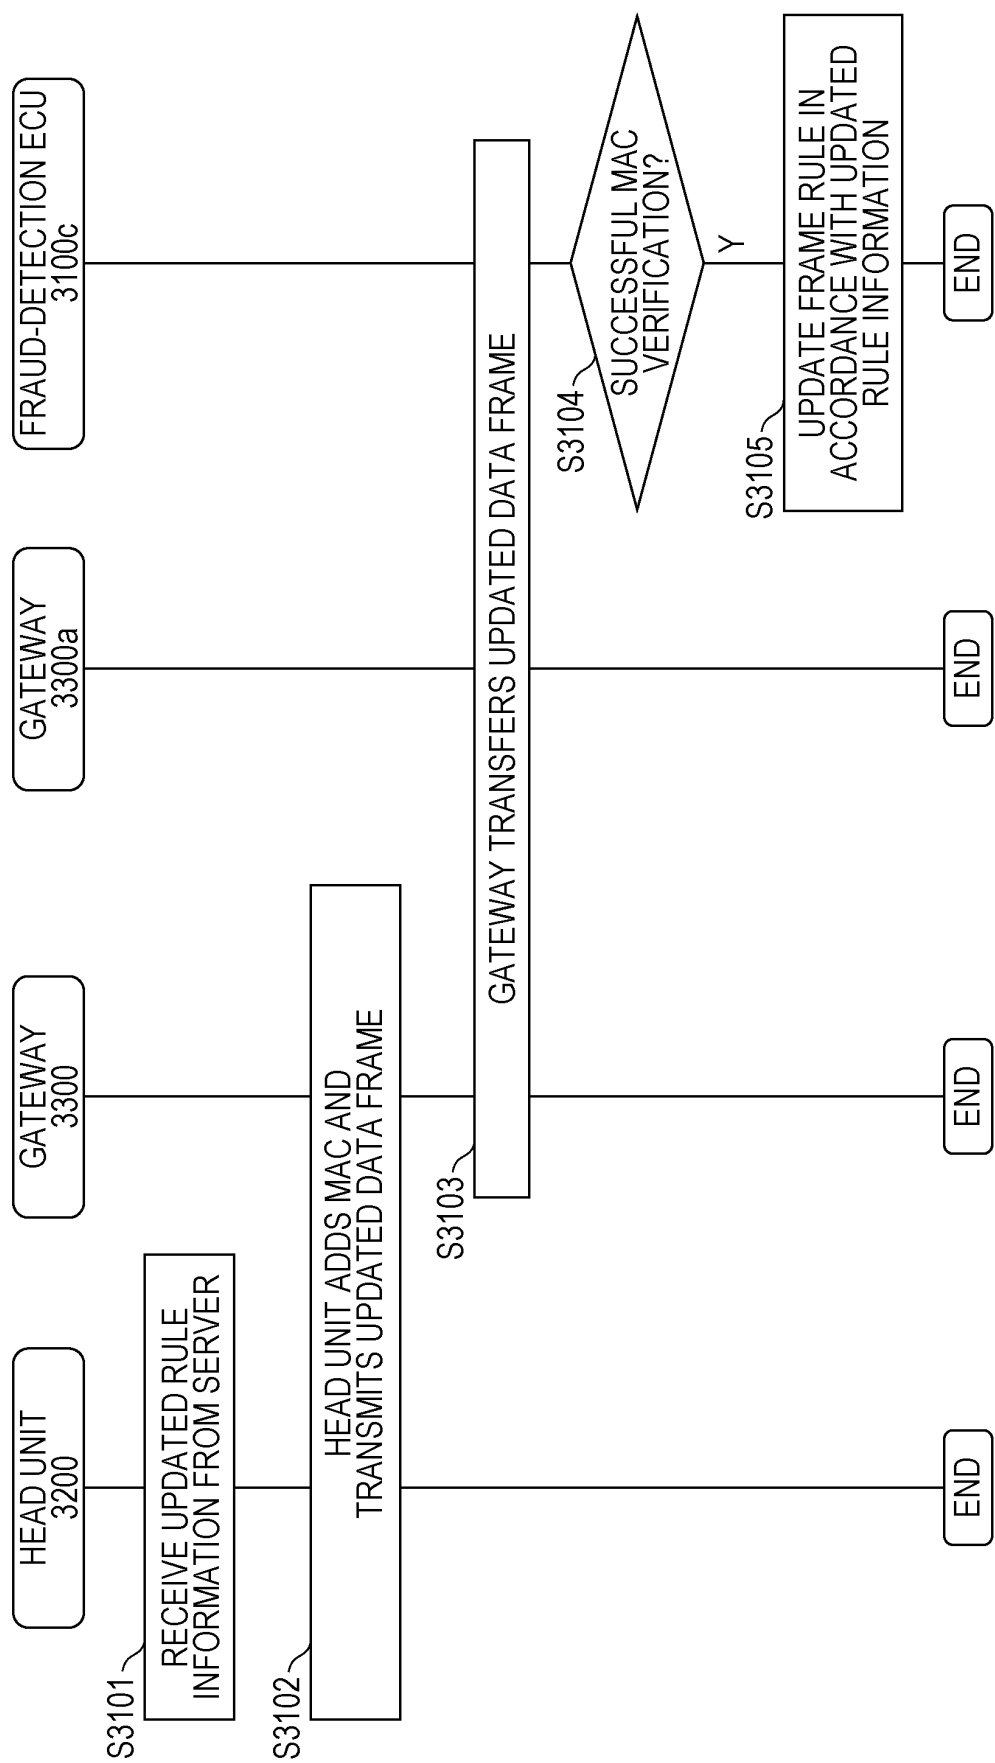 HEAD UNIT
3200
GATEWAY
3300
GATEWAY
3300a
FRAUD-DETECTION ECU
3100c
S3101
RECEIVE UPDATED RULE
INFORMATION FROM SERVER
S3102
HEAD UNIT ADDS MAC AND
TRANSMITS UPDATED DATA FRAME
S3103
GATEWAY TRANSFERS UPDATED DATA FRAME
S3104
SUCCESSFUL MAC
VERIFICATION?
Y
S3105
UPDATE FRAME RULE IN
ACCORDANCE WITH UPDATED
RULE INFORMATION
END
END
END
END